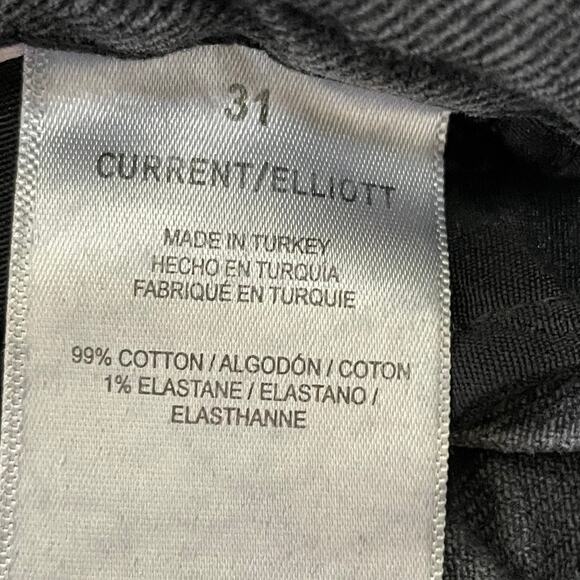 31
CURRENT/ELLIOTT
MADE IN TURKEY
HECHO EN TURQUÍA
FABRIQUÉ EN TURQUIE
99% COTTON / ALGODÓN / COTON
1% ELASTANE / ELASTANO /
ELASTHANNE